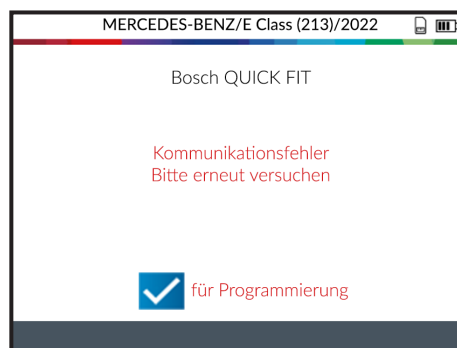 MERCEDES-BENZ/E Class (213)/2022
Bosch QUICK FIT
Kommunikationsfehler
Bitte erneut versuchen
für Programmierung